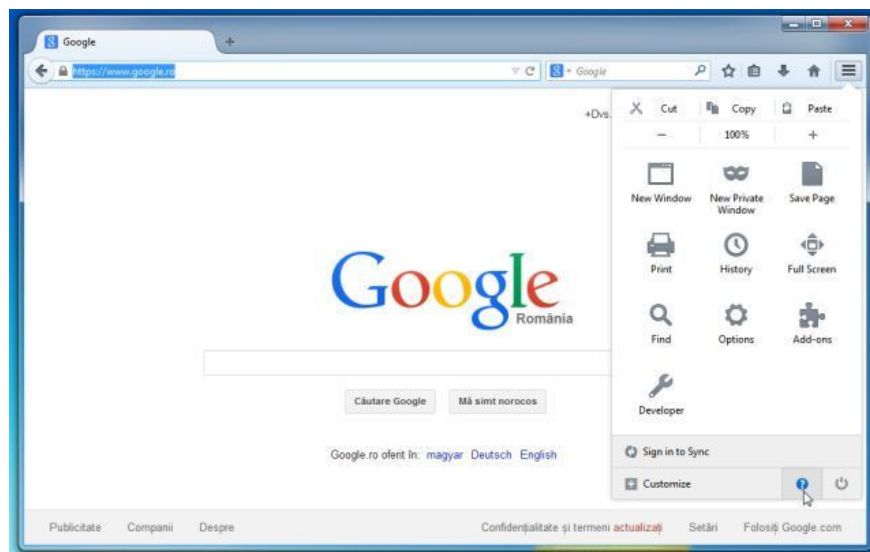 Google
https://www.google.ro
Google
+Dvs.
Cut Copy Paste
100%
New Window New Private Window Save Page
Print History Full Screen
Find Options Add-ons
Developer
Sign in to Sync
Customize
Google
România
Căutare Google Mă simt norocos
Google.ro oferit în: magyar Deutsch English
Publicitate Companii Despre Confidențialitate și termeni actualizați Setări Folosiți Google.com